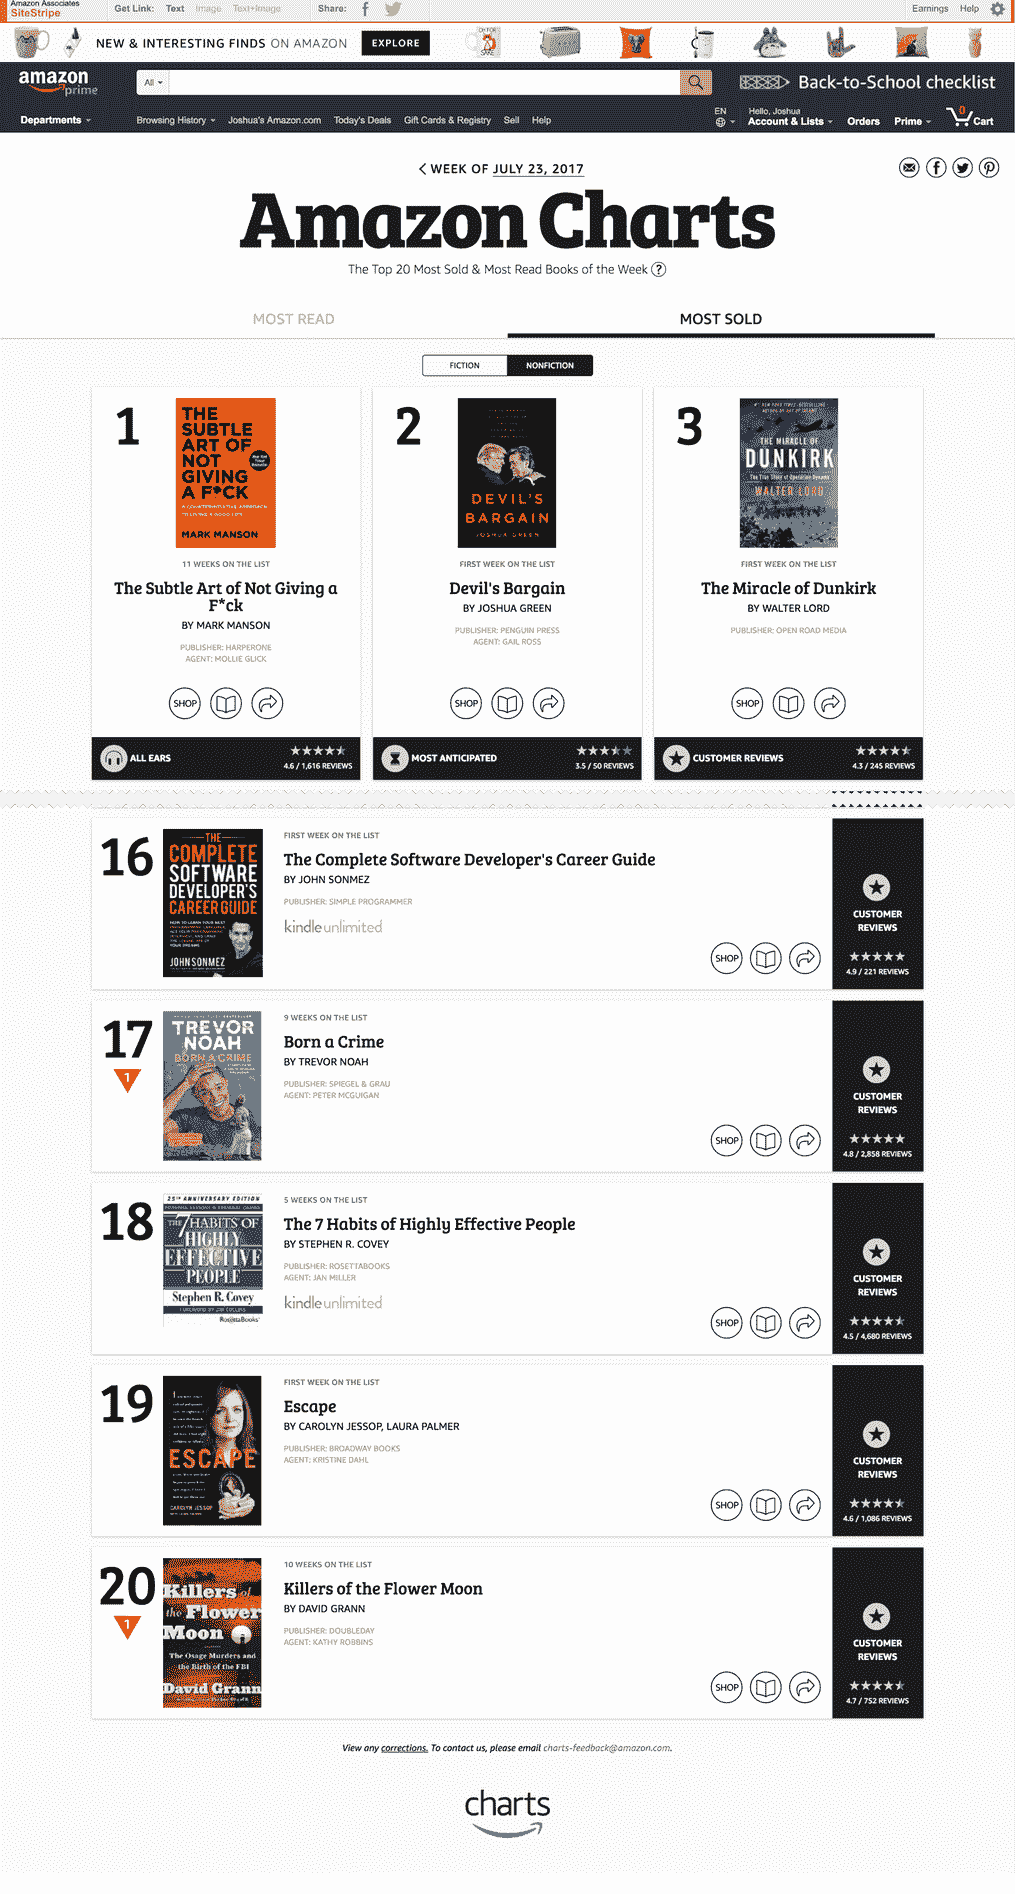 Amazon Associates
SiteStripe
Get Link: Text Image Text+Image Share: Earnings Help
NEW & INTERESTING FINDS ON AMAZON EXPLORE
amazon
prime
All
Back-to-School checklist
Departments Browsing History Joshua's Amazon.com Today's Deals Gift Cards & Registry Sell Help
EN
Hello, Joshua
Account & Lists Orders Prime 0 Cart
WEEK OF JULY 23, 2017
Amazon Charts
The Top 20 Most Sold & Most Read Books of the Week ?
MOST READ MOST SOLD
FICTION NONFICTION
1
THE
SUBTLE
ART OF
NOT
GIVING
A F*CK
MARK MANSON
11 WEEKS ON THE LIST
The Subtle Art of Not Giving a
F*ck
BY MARK MANSON
PUBLISHER: HARPERONE
AGENT: MOLLIE GLICK
SHOP
ALL EARS
4.6 / 1,616 REVIEWS
2
DEVIL'S
BARGAIN
JOSHUA GREEN
FIRST WEEK ON THE LIST
Devil's Bargain
BY JOSHUA GREEN
PUBLISHER: PENGUIN PRESS
AGENT: GAIL ROSS
SHOP
MOST ANTICIPATED
3.5 / 50 REVIEWS
3
THE MIRACLE OF
DUNKIRK
The True Story of Operation Dynamo
WALTER LORD
FIRST WEEK ON THE LIST
The Miracle of Dunkirk
BY WALTER LORD
PUBLISHER: OPEN ROAD MEDIA
SHOP
CUSTOMER REVIEWS
4.3 / 245 REVIEWS
16
THE
COMPLETE
SOFTWARE
DEVELOPER'S
CAREER GUIDE
JOHN SONMEZ
FIRST WEEK ON THE LIST
The Complete Software Developer's Career Guide
BY JOHN SONMEZ
PUBLISHER: SIMPLE PROGRAMMER
kindleunlimited
SHOP
CUSTOMER
REVIEWS
4.9 / 221 REVIEWS
17
1
TREVOR
NOAH
BORN A CRIME
9 WEEKS ON THE LIST
Born a Crime
BY TREVOR NOAH
PUBLISHER: SPIEGEL & GRAU
AGENT: PETER MCGUIGAN
SHOP
CUSTOMER
REVIEWS
4.8 / 2,858 REVIEWS
18
25TH ANNIVERSARY EDITION
THE 7 HABITS OF
HIGHLY
EFFECTIVE
PEOPLE
Stephen R. Covey
FOREWORD BY JIM COLLINS
RosettaBooks
5 WEEKS ON THE LIST
The 7 Habits of Highly Effective People
BY STEPHEN R. COVEY
PUBLISHER: ROSETTABOOKS
AGENT: JAN MILLER
kindleunlimited
SHOP
CUSTOMER
REVIEWS
4.5 / 4,680 REVIEWS
19
ESCAPE
CAROLYN JESSOP
FIRST WEEK ON THE LIST
Escape
BY CAROLYN JESSOP, LAURA PALMER
PUBLISHER: BROADWAY BOOKS
AGENT: KRISTINE DAHL
SHOP
CUSTOMER
REVIEWS
4.6 / 1,086 REVIEWS
20
1
Killers of
the Flower
Moon
The Osage Murders and
the Birth of the FBI
David Grann
10 WEEKS ON THE LIST
Killers of the Flower Moon
BY DAVID GRANN
PUBLISHER: DOUBLEDAY
AGENT: KATHY ROBBINS
SHOP
CUSTOMER
REVIEWS
4.7 / 752 REVIEWS
View any corrections. To contact us, please email charts-feedback@amazon.com.
charts